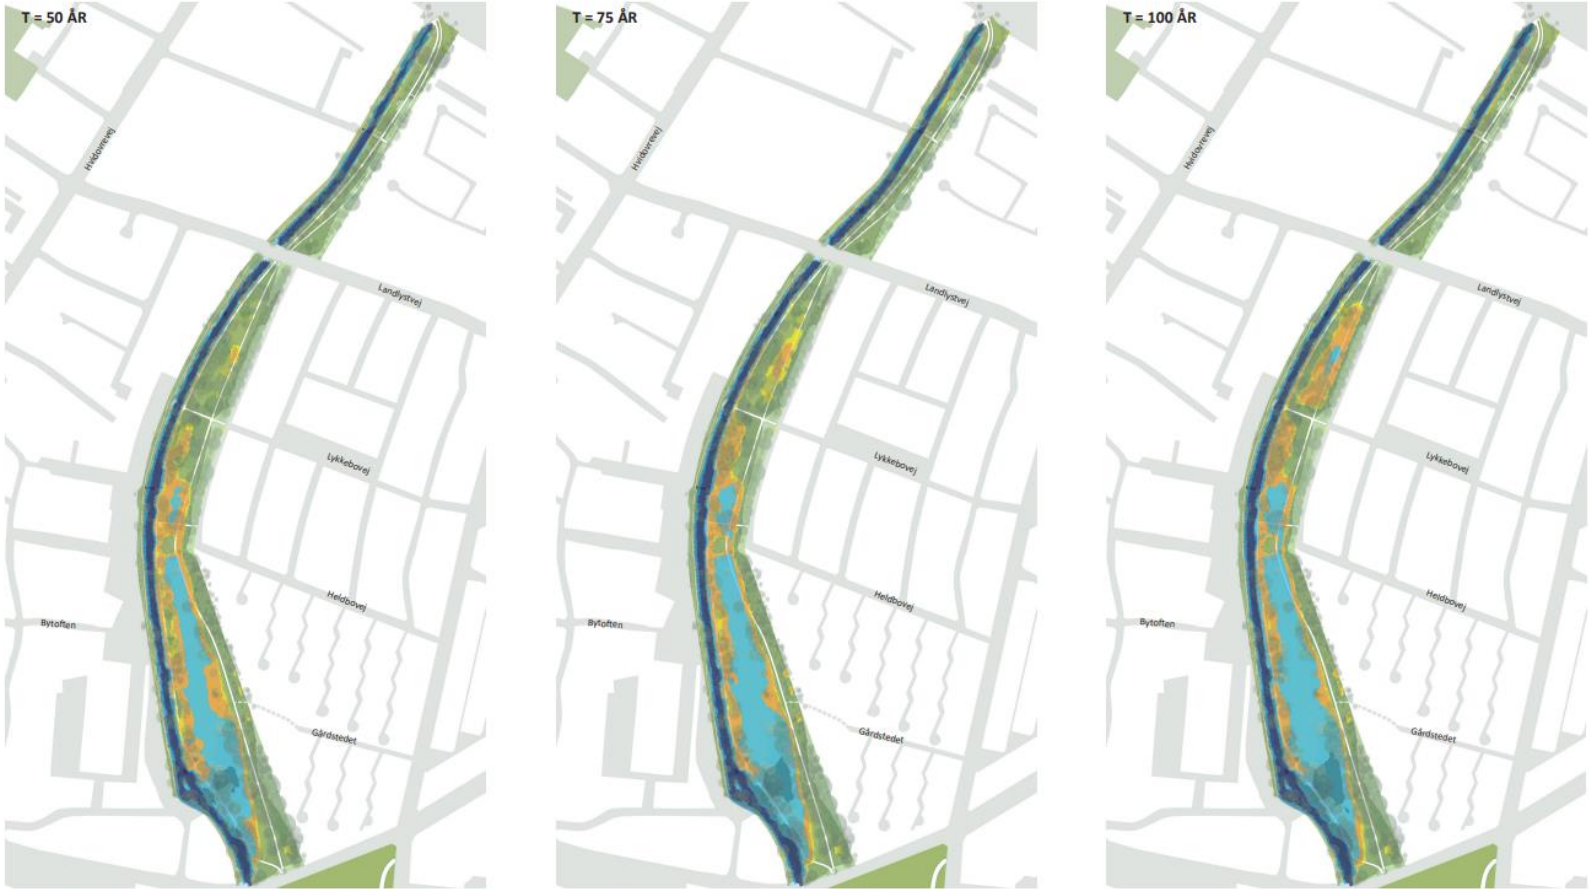 T = 50 ÅR
Hvidovrevej
Landlystvej
Lykkebovej
Heldbovej
Bytoften
Gårdstedet
T = 75 ÅR
Hvidovrevej
Landlystvej
Lykkebovej
Heldbovej
Bytoften
Gårdstedet
T = 100 ÅR
Hvidovrevej
Landlystvej
Lykkebovej
Heldbovej
Bytoften
Gårdstedet